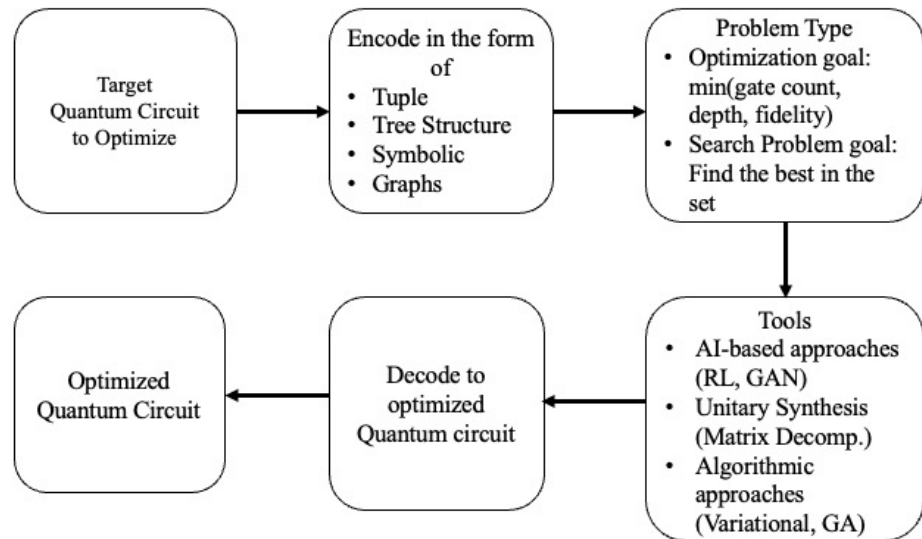 Target
Quantum Circuit
to Optimize
Encode in the form
of
• Tuple
• Tree Structure
• Symbolic
• Graphs
Problem Type
• Optimization goal:
min(gate count,
depth, fidelity)
• Search Problem goal:
Find the best in the
set
Tools
• AI-based approaches
(RL, GAN)
• Unitary Synthesis
(Matrix Decomp.)
• Algorithmic
approaches
(Variational, GA)
Decode to
optimized
Quantum circuit
Optimized
Quantum Circuit